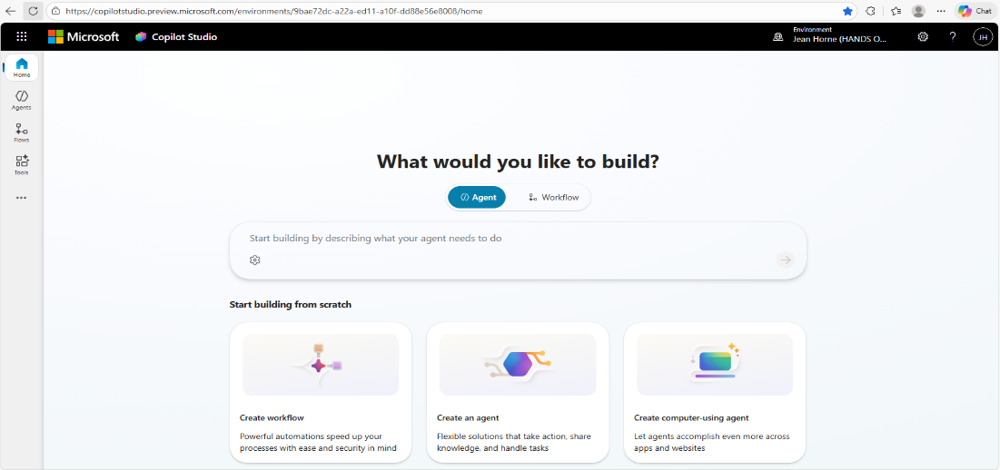 https://copilotstudio.preview.microsoft.com/environments/9bae72dc-a22a-ed11-a10f-dd88e56e8008/home
Chat
Microsoft
Copilot Studio
Environment
Jean Horne (HANDS O...
?
JH
Home
Agents
Flows
Tools
What would you like to build?
Agent
Workflow
Start building by describing what your agent needs to do
Start building from scratch
Create workflow
Powerful automations speed up your
processes with ease and security in mind
Create an agent
Flexible solutions that take action, share
knowledge, and handle tasks
Create computer-using agent
Let agents accomplish even more across
apps and websites